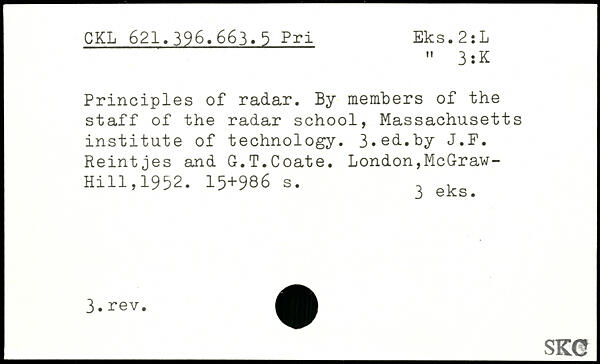 CKL 621.396.663.5 Pri Eks.2:L
" 3:K
Principles of radar. By members of the
staff of the radar school, Massachusetts
institute of technology. 3.ed.by J.F.
Reintjes and G.T.Coate. London,McGraw-
Hill,1952. 15+986 s.
3 eks.
3.rev.
SKC